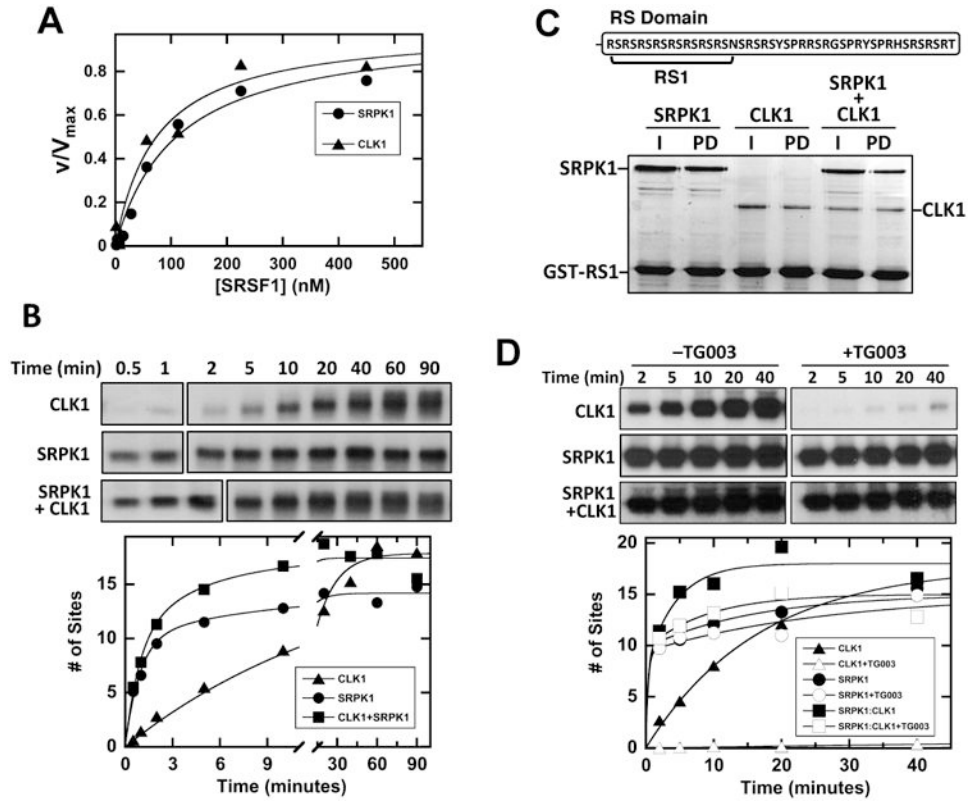 A
v/Vmax
0.8
0.6
0.4
0.2
0
0 100 200 300 400 500
[SRSF1] (nM)
SRPK1
CLK1
B
Time (min) 0.5 1 2 5 10 20 40 60 90
CLK1
SRPK1
SRPK1
+ CLK1
# of Sites
15
10
5
0
0 3 6 9 30 60 90
Time (minutes)
CLK1
SRPK1
CLK1+SRPK1
C
RS Domain
RSRSRSRSRSRSRSRSNSRSRSYSPRRSRGSPRYSPRHSRSRSRT
RS1
SRPK1 CLK1 SRPK1
+
CLK1
I PD I PD I PD
SRPK1
CLK1
GST-RS1
D
–TG003 +TG003
Time (min) 2 5 10 20 40 2 5 10 20 40
CLK1
SRPK1
SRPK1
+CLK1
# of Sites
20
15
10
5
0
0 10 20 30 40
Time (minutes)
CLK1
CLK1+TG003
SRPK1
SRPK1+TG003
SRPK1:CLK1
SRPK1:CLK1+TG003